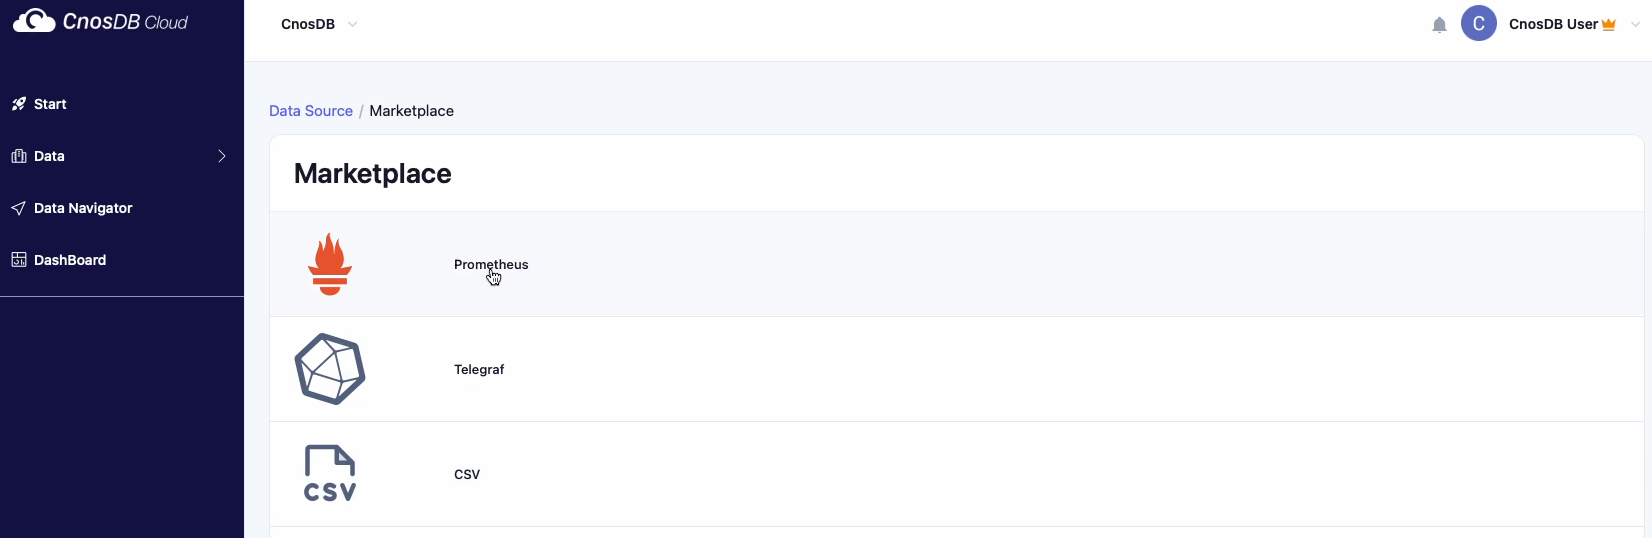 CnosDB Cloud
CnosDB
C
CnosDB User
Start
Data
Data Navigator
DashBoard
Data Source / Marketplace
Marketplace
Prometheus
Telegraf
CSV
CSV